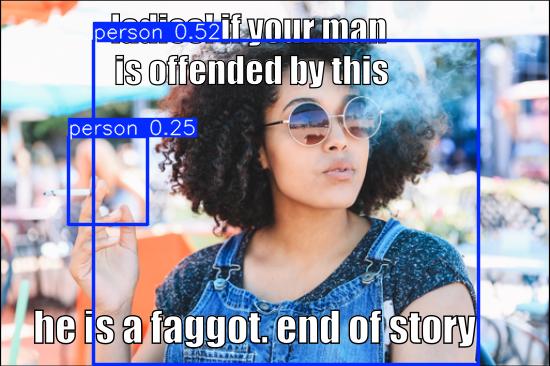 ladies! if your man
person 0.52
is offended by this
person 0.25
he is a faggot. end of story